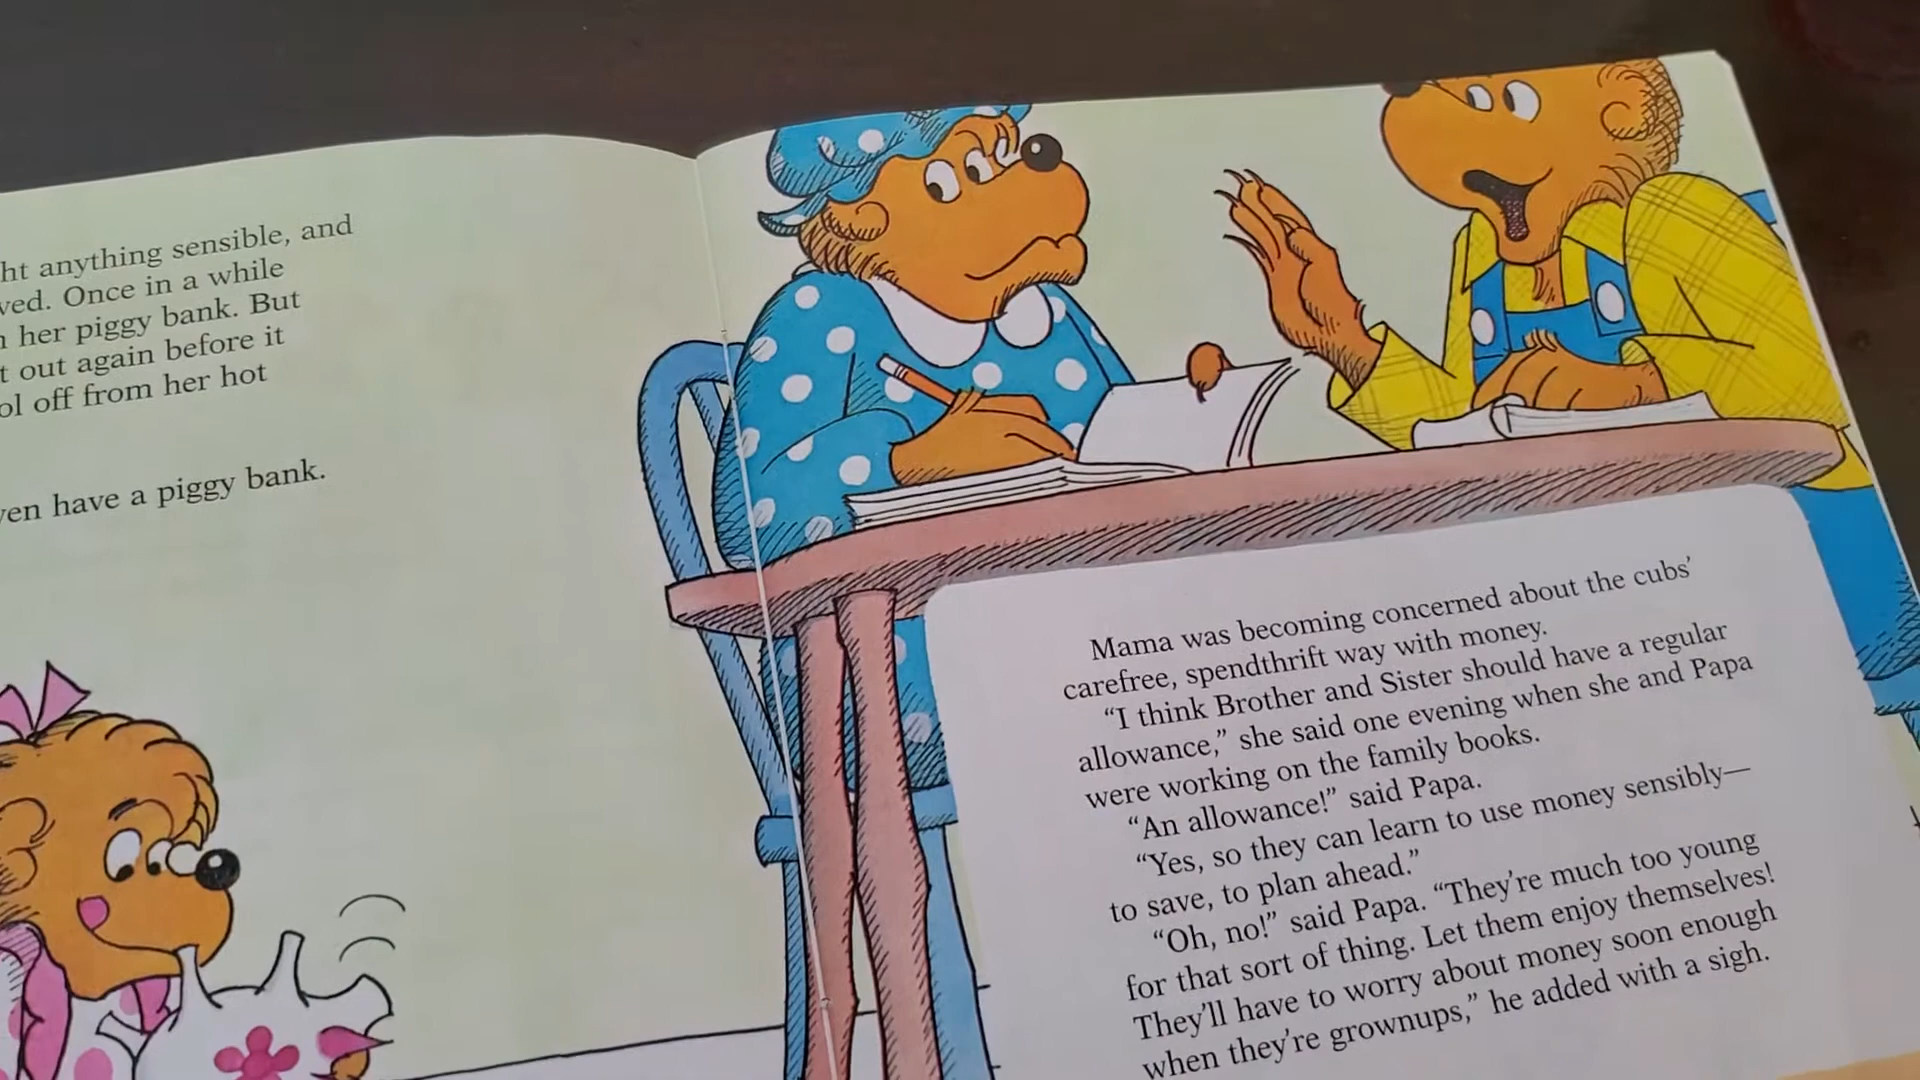 anything sensible, and
Once in a while
her piggy bank. But
out again before it
off from her hot
have a piggy bank.
Mama was becoming concerned about the cubs’
carefree, spendthrift way with money.
“I think Brother and Sister should have a regular
allowance,” she said one evening when she and Papa
were working on the family books.
“An allowance!” said Papa.
“Yes, so they can learn to use money sensibly—
to save, to plan ahead.”
“Oh, no!” said Papa. “They’re much too young
for that sort of thing. Let them enjoy themselves!
They’ll have to worry about money soon enough
when they’re grownups,” he added with a sigh.